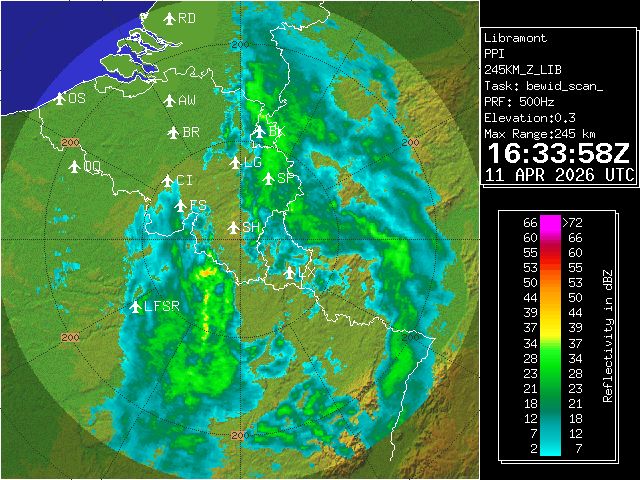 RD
200
Libramont
PPI
245KM_Z_LIB
Task: bewid_scan_
PRF: 500Hz
Elevation:0.3
Max Range:245 km
16:33:58Z
11 APR 2026 UTC
OS
AW
BR
200
200
LG
CI
SP
FS
SH
LX
LFSR
200
200
200
66 >72
60 66
55 60
53 55
50 53
44 50
39 44
37 39
34 37
28 34
23 28
21 23
18 21
12 18
7 12
2 7
Reflectivity in dBZ